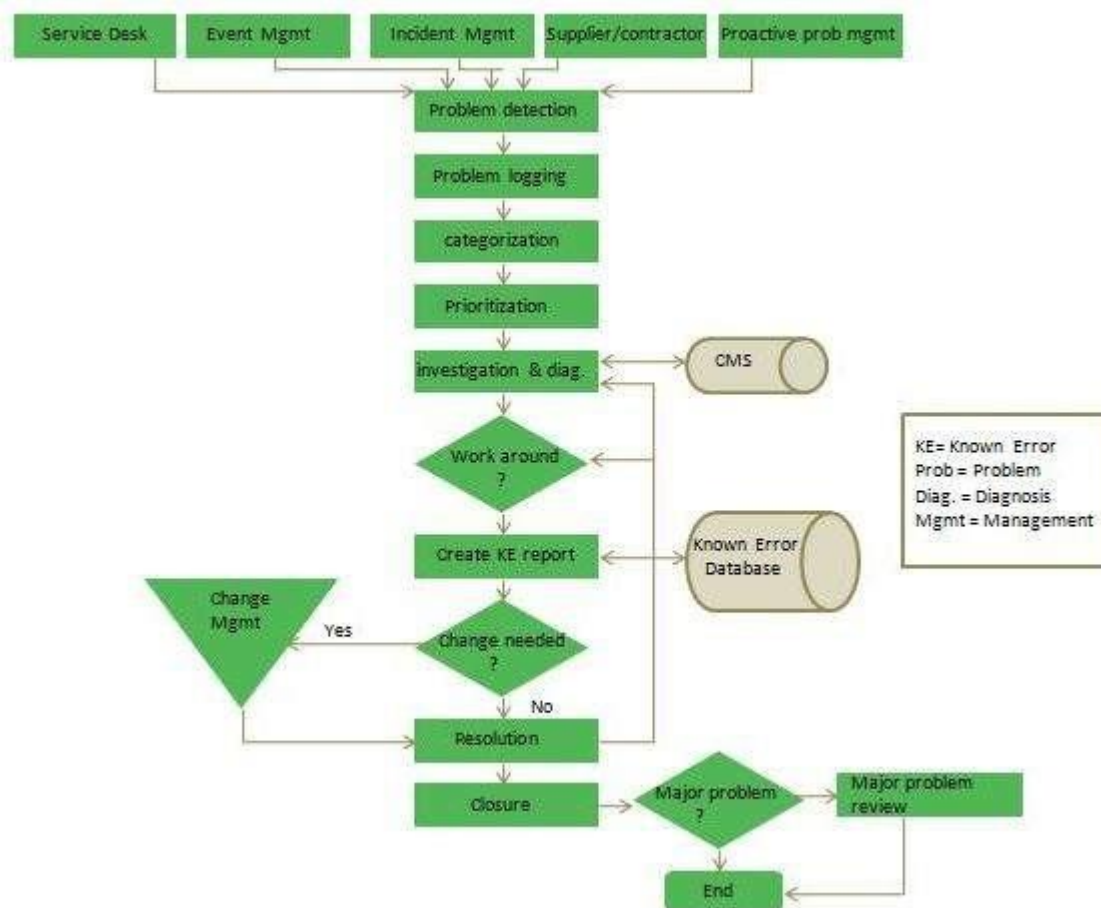 Service Desk
Event Mgmt
Incident Mgmt
Supplier/contractor
Proactive prob mgmt
Problem detection
Problem logging
categorization
Prioritization
investigation & diag.
CMS
Work around
?
KE= Known Error
Prob = Problem
Diag. = Diagnosis
Mgmt = Management
Create KE report
Known Error
Database
Change
Mgmt
Yes
Change needed
?
No
Resolution
Closure
Major problem
?
Major problem
review
End